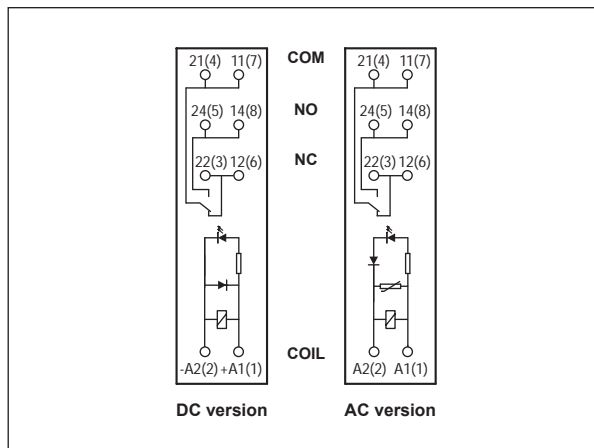 21(4) 11(7) COM 21(4) 11(7)
24(5) 14(8) NO 24(5) 14(8)
22(3) 12(6) NC 22(3) 12(6)
-A2(2) +A1(1) COIL A2(2) A1(1)
DC version AC version